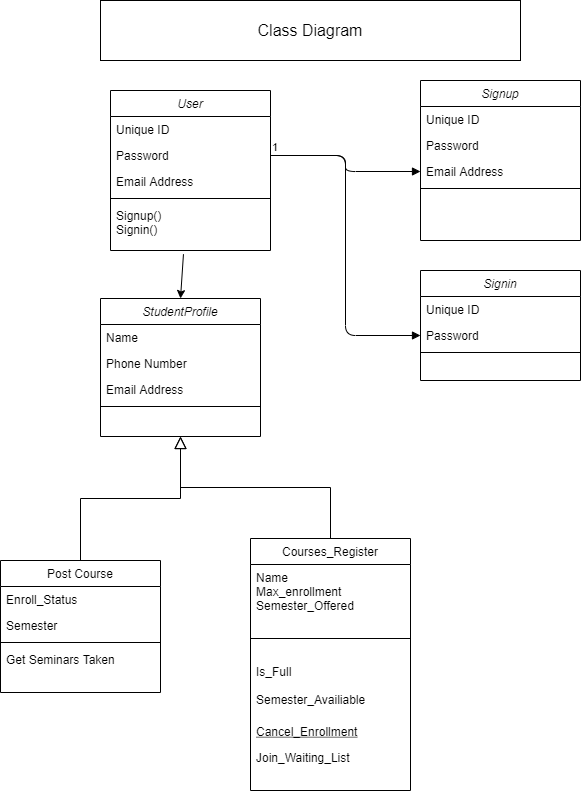 Class Diagram
User
Unique ID
Password
Email Address
Signup()
Signin()
1
Signup
Unique ID
Password
Email Address
Signin
Unique ID
Password
StudentProfile
Name
Phone Number
Email Address
Post Course
Enroll_Status
Semester
Get Seminars Taken
Courses_Register
Name
Max_enrollment
Semester_Offered
Is_Full
Semester_Availiable
Cancel_Enrollment
Join_Waiting_List